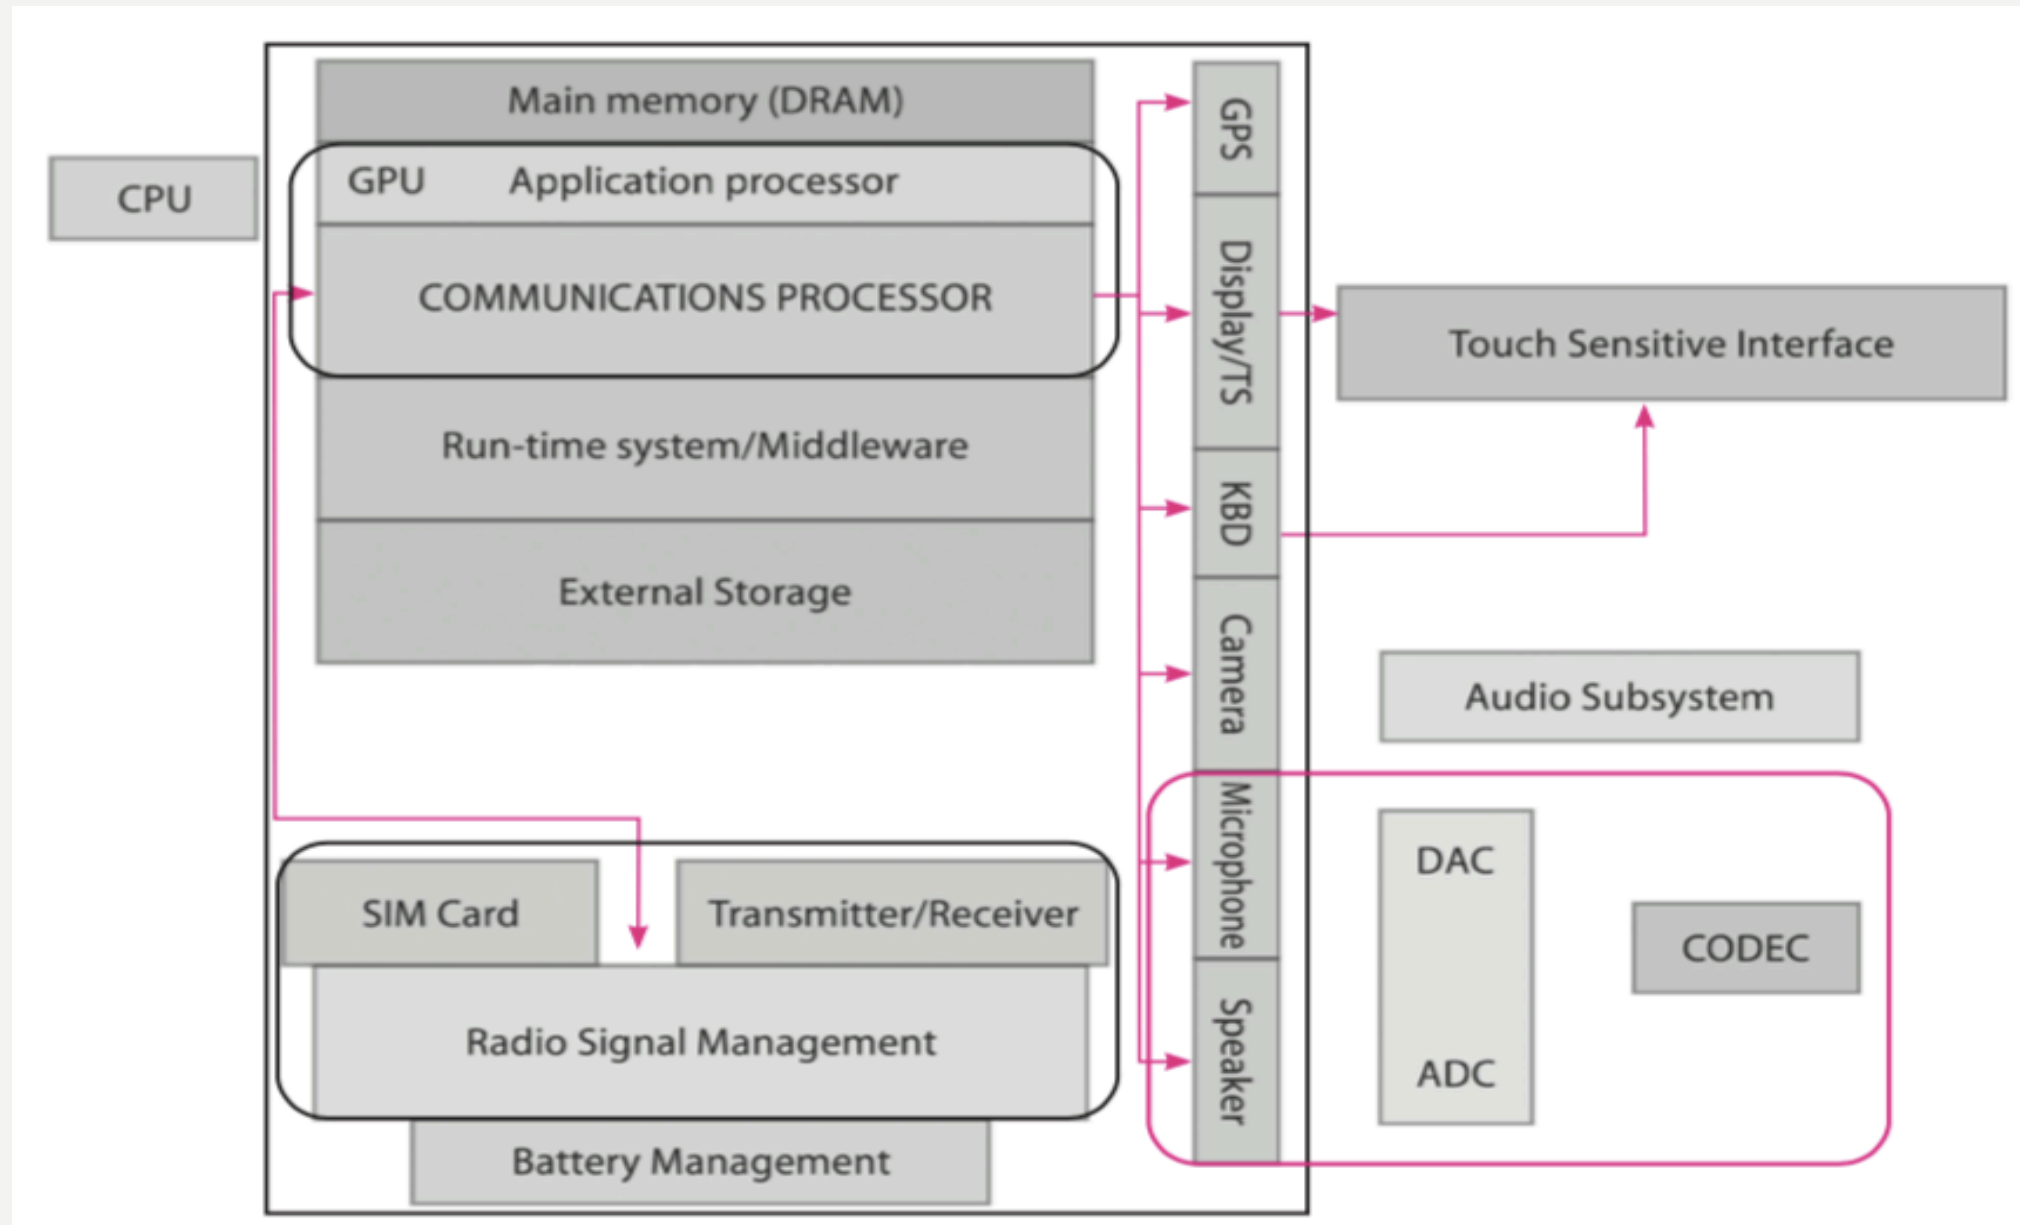 Main memory (DRAM)
CPU
GPU Application processor
COMMUNICATIONS PROCESSOR
Run-time system/Middleware
External Storage
SIM Card
Transmitter/Receiver
Radio Signal Management
Battery Management
GPS
Display/TS
KBD
Camera
Microphone
Speaker
Touch Sensitive Interface
Audio Subsystem
DAC
ADC
CODEC